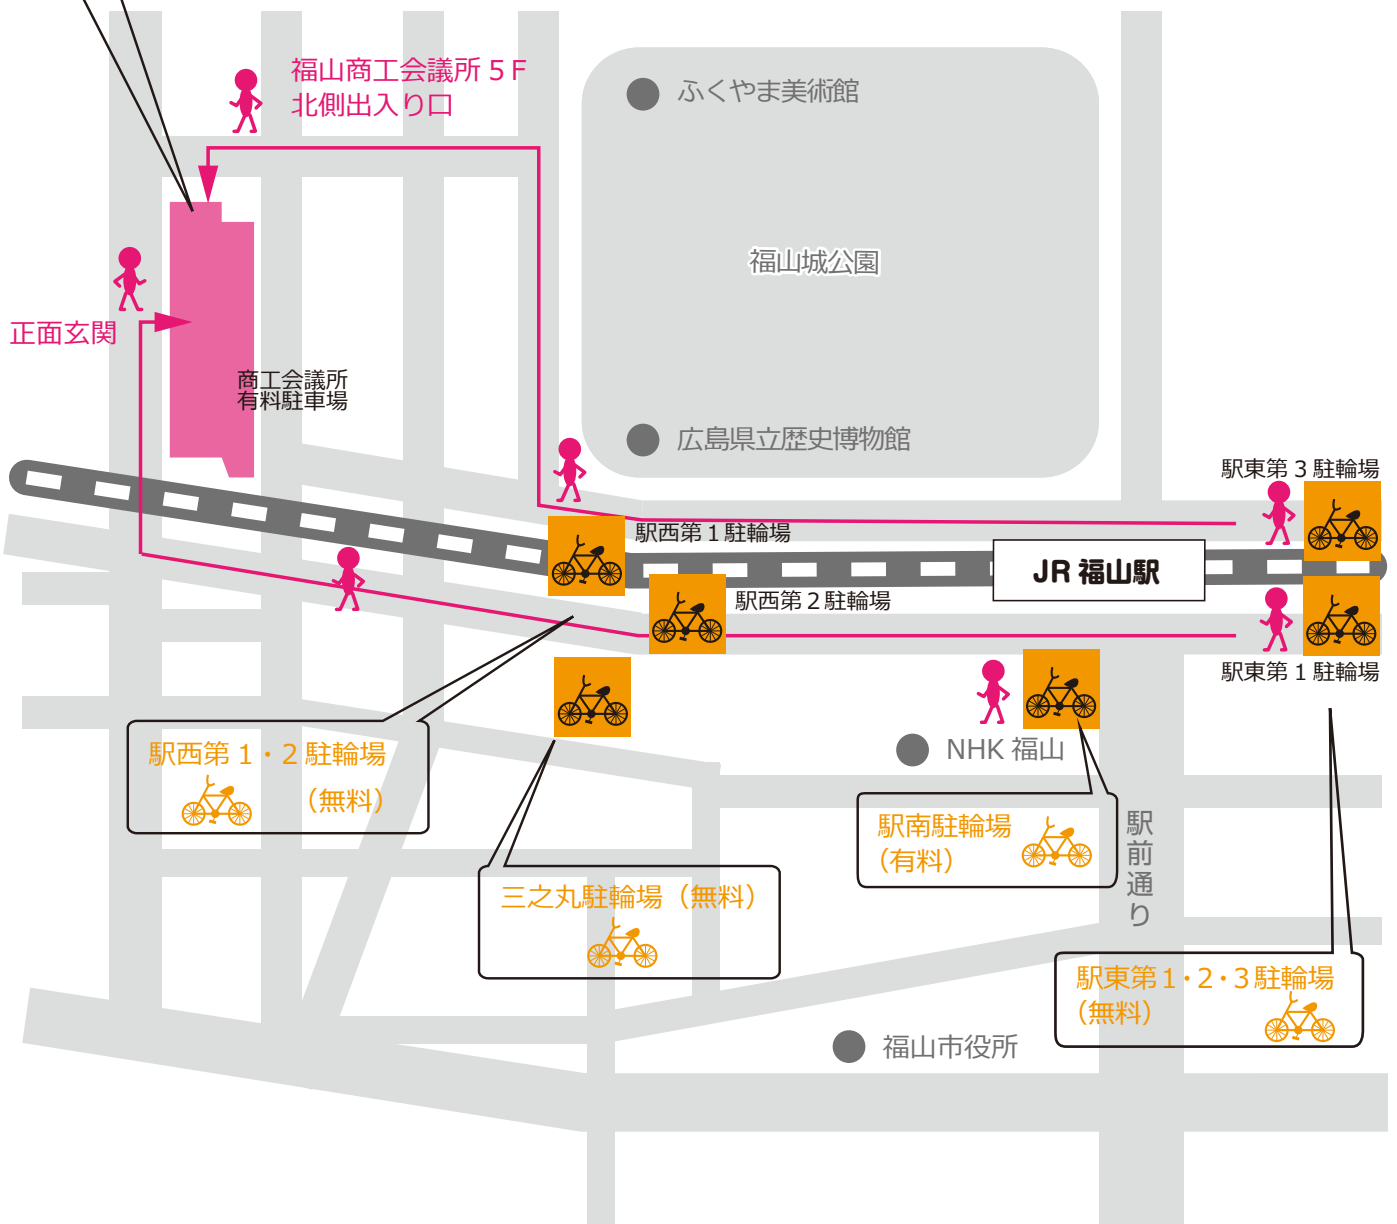 福山商工会議所 5 F
北側出入り口
ふくやま美術館
福山城公園
正面玄関
商工会議所
有料駐車場
広島県立歴史博物館
駅東第 3 駐輪場
駅西第 1 駐輪場
JR 福山駅
駅西第 2 駐輪場
駅東第 1 駐輪場
駅西第 1・2 駐輪場
（無料）
NHK 福山
駅南駐輪場
（有料）
駅前通り
三之丸駐輪場（無料）
駅東第1・2・3駐輪場
（無料）
福山市役所